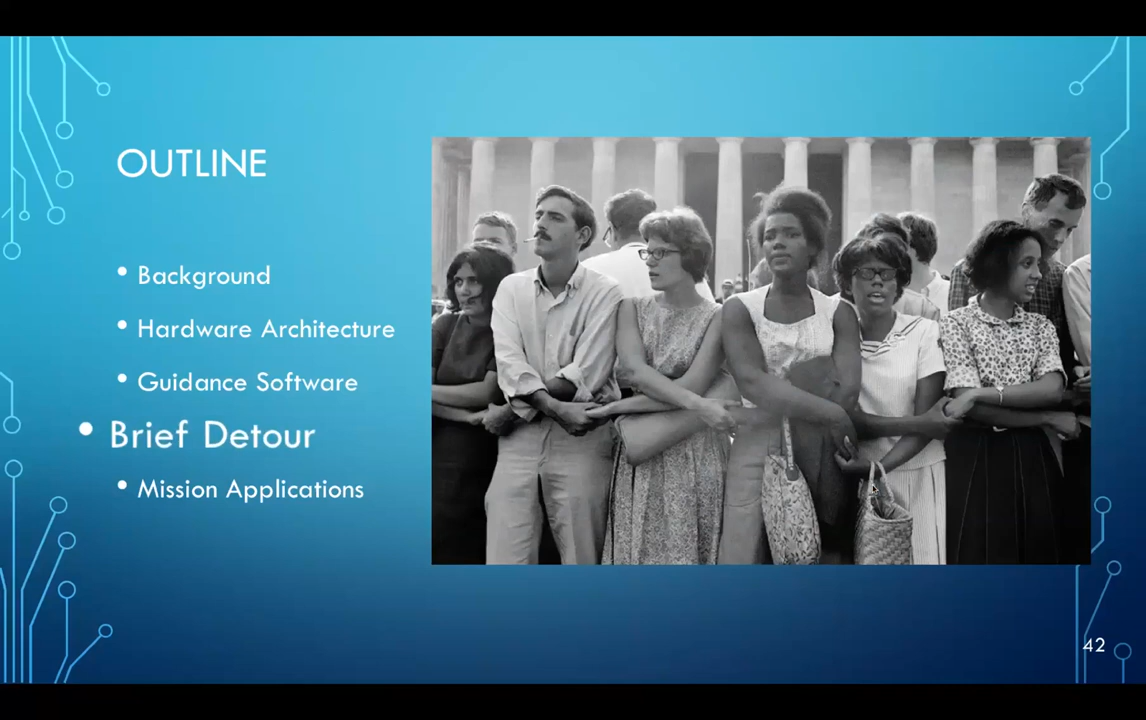 OUTLINE
• Background
• Hardware Architecture
• Guidance Software
• Brief Detour
• Mission Applications
42